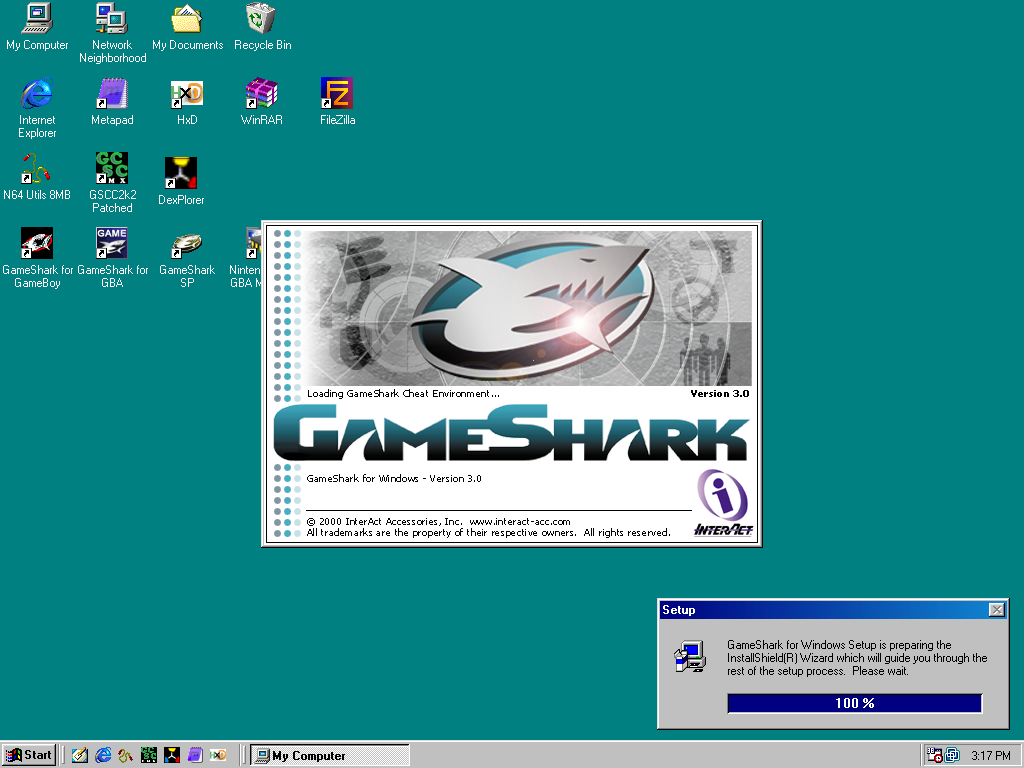 My Computer
Network
Neighborhood
My Documents
Recycle Bin
Internet
Explorer
Metapad
HxD
WinRAR
FileZilla
N64 Utils 8MB
GSCC2k2
Patched
DexPlorer
GameShark for
GameBoy
GAME
GameShark for
GBA
GameShark
SP
Ninten
GBA M
Loading GameShark Cheat Environment...
Version 3.0
GAMESHARK
GameShark for Windows - Version 3.0
© 2000 InterAct Accessories, Inc.  www.interact-acc.com
All trademarks are the property of their respective owners.  All rights reserved.
INTERACT
Setup
GameShark for Windows Setup is preparing the
InstallShield(R) Wizard which will guide you through the
rest of the setup process.  Please wait.
100 %
Start
My Computer
3:17 PM